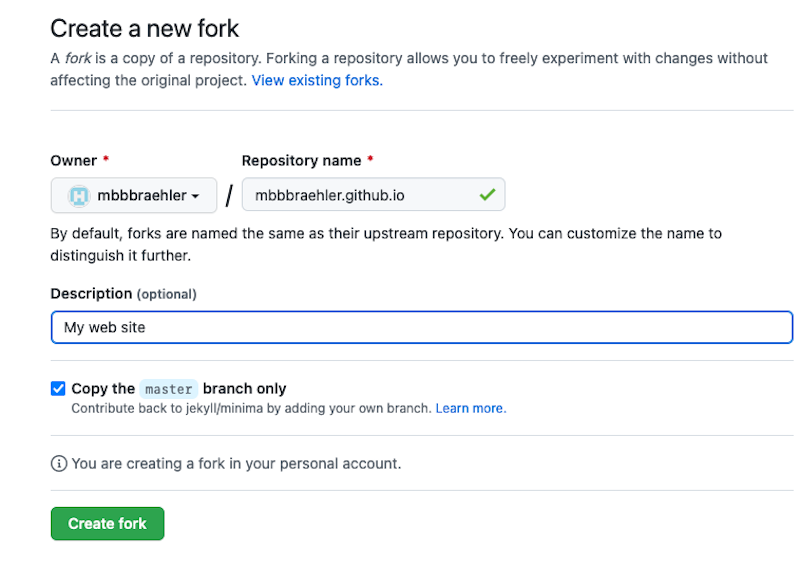 Create a new fork
A fork is a copy of a repository. Forking a repository allows you to freely experiment with changes without
affecting the original project. View existing forks.
Owner * Repository name *
mbbbraehler / mbbbraehler.github.io
By default, forks are named the same as their upstream repository. You can customize the name to
distinguish it further.
Description (optional)
My web site
Copy the master branch only
Contribute back to jekyll/minima by adding your own branch. Learn more.
You are creating a fork in your personal account.
Create fork